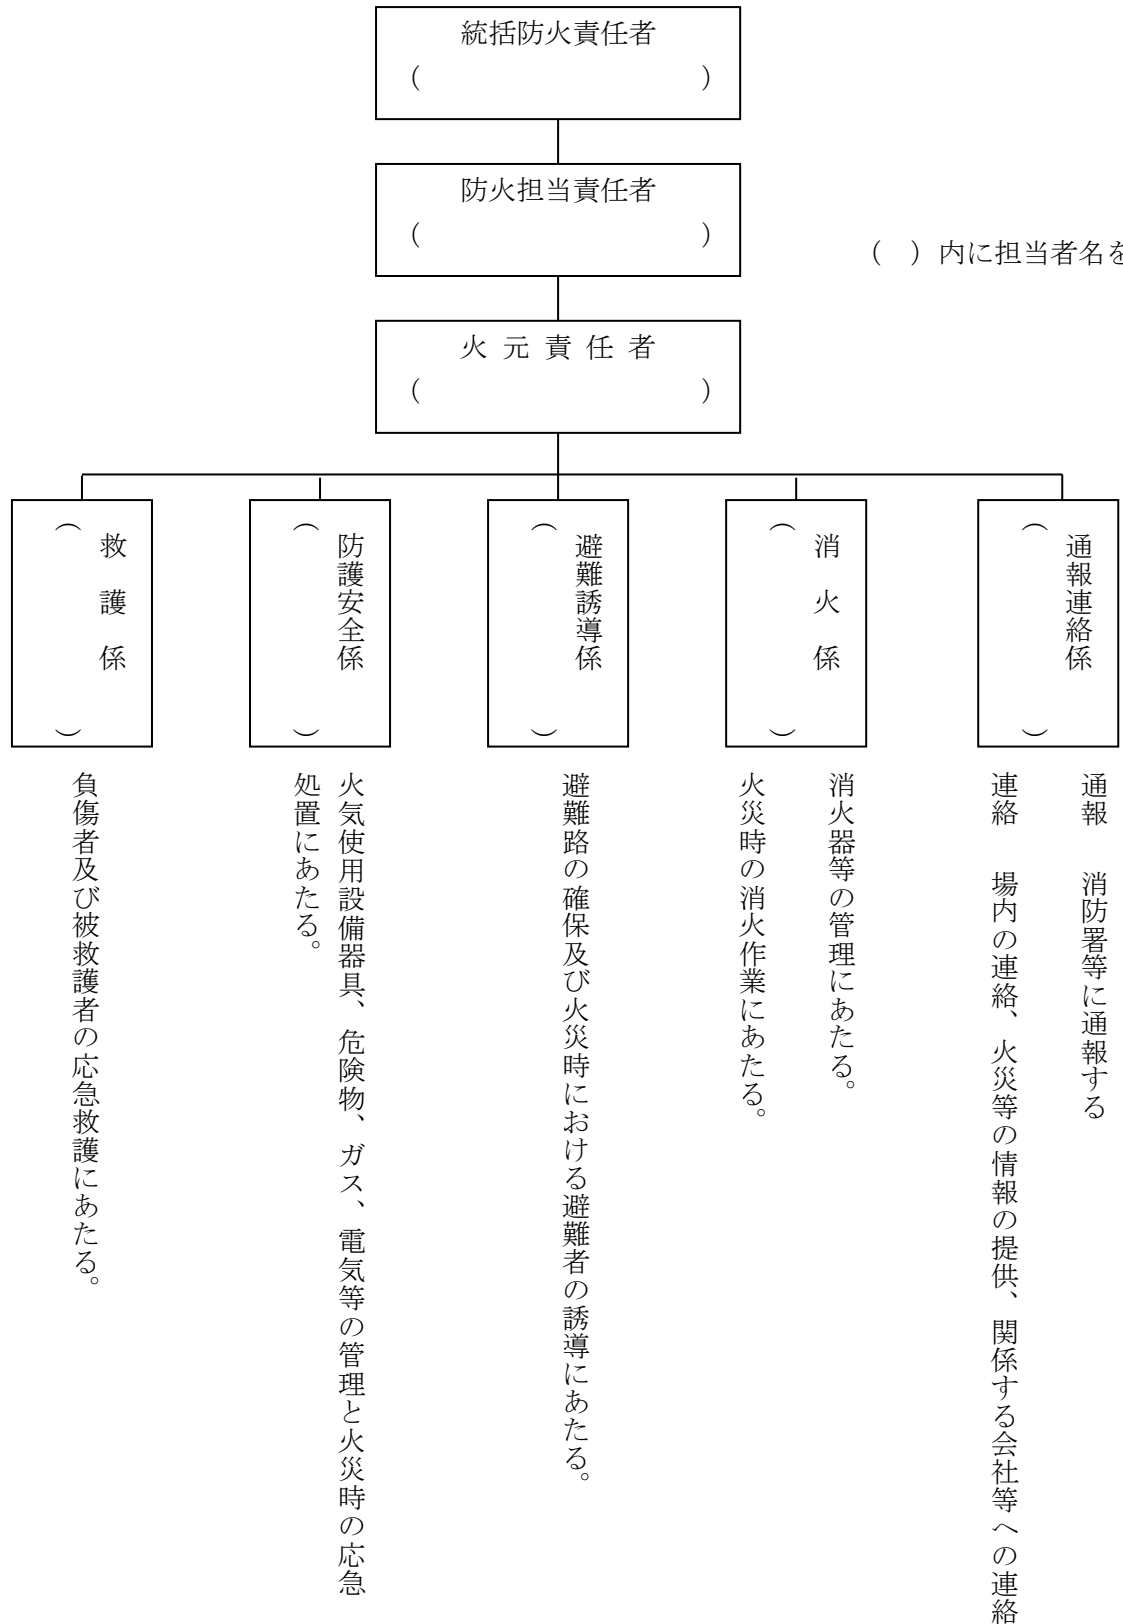 統括防火責任者
（　　　　　　　　　　　）
防火担当責任者
（　　　　　　　　　　　）
（　）内に担当者名を
火 元 責 任 者
（　　　　　　　　　　　）
通報連絡係
（　　　　　　　）
通報　消防署等に通報する
連絡　場内の連絡、火災等の情報の提供、関係する会社等への連絡
消 火 係
（　　　　　　　）
消火器等の管理にあたる。
火災時の消火作業にあたる。
避難誘導係
（　　　　　　　）
避難路の確保及び火災時における避難者の誘導にあたる。
防護安全係
（　　　　　　　）
火気使用設備器具、危険物、ガス、電気等の管理と火災時の応急
処置にあたる。
救 護 係
（　　　　　　　）
負傷者及び被救護者の応急救護にあたる。